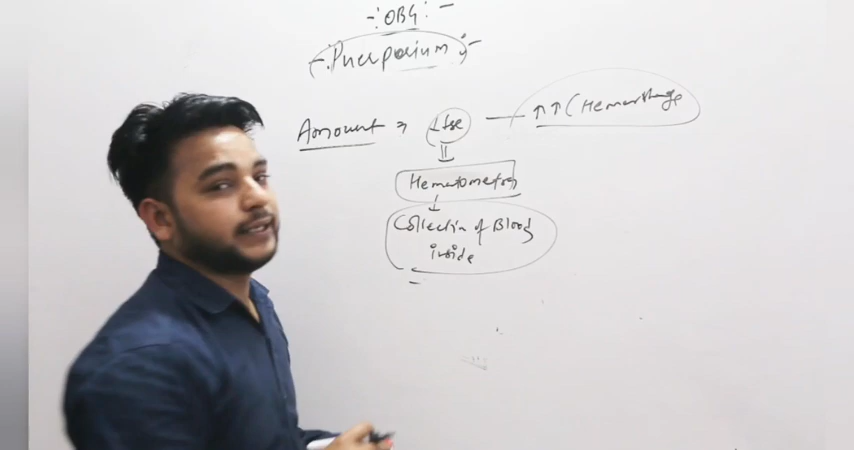 OBG
Puerperium
Amount ↓se — ↑↑ (Hemorrhage
Hematometra
Collection of Blood
inside